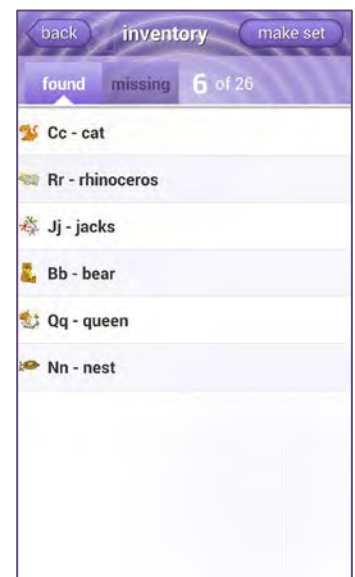 back inventory make set
found missing 6 of 26
Cc - cat
Rr - rhinoceros
Jj - jacks
Bb - bear
Qq - queen
Nn - nest